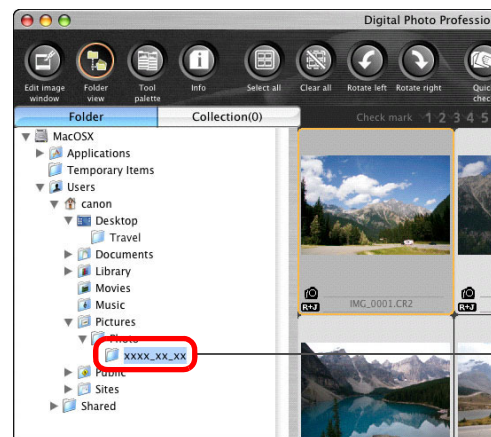 Digital Photo Professio
Edit image window
Folder view
Tool palette
Info
Select all
Clear all
Rotate left
Rotate right
Quic
chec
Folder
Collection(0)
Check mark 1 2 3 4 5
MacOSX
Applications
Temporary Items
Users
canon
Desktop
Travel
Documents
Library
Movies
Music
Pictures
Photo
xxxx_xx_xx
Public
Sites
Shared
R+J
IMG_0001.CR2
R+J